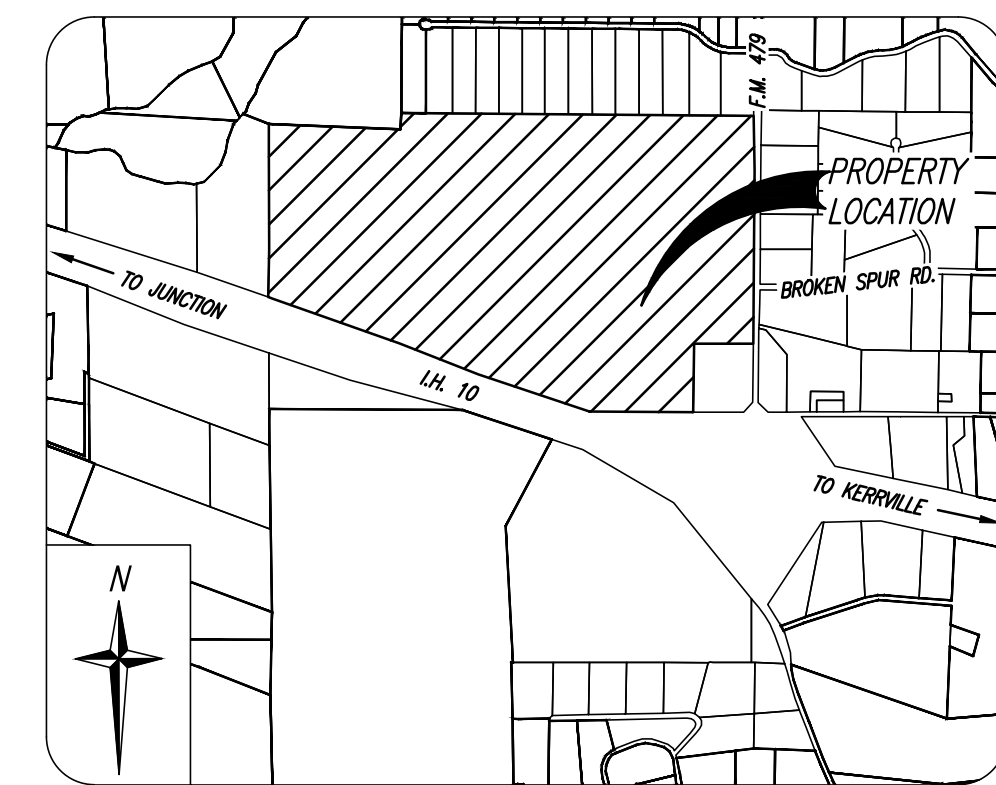 F.M. 479
PROPERTY
LOCATION
BROKEN SPUR RD.
TO JUNCTION
I.H. 10
TO KERRVILLE
N